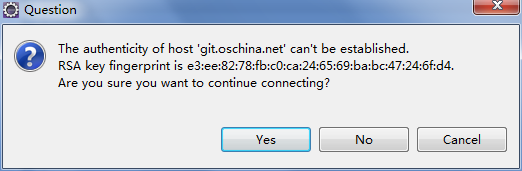 Question
The authenticity of host 'git.oschina.net' can't be established.
RSA key fingerprint is e3:ee:82:78:fb:c0:ca:24:65:69:ba:bc:47:24:6f:d4.
Are you sure you want to continue connecting?
Yes
No
Cancel